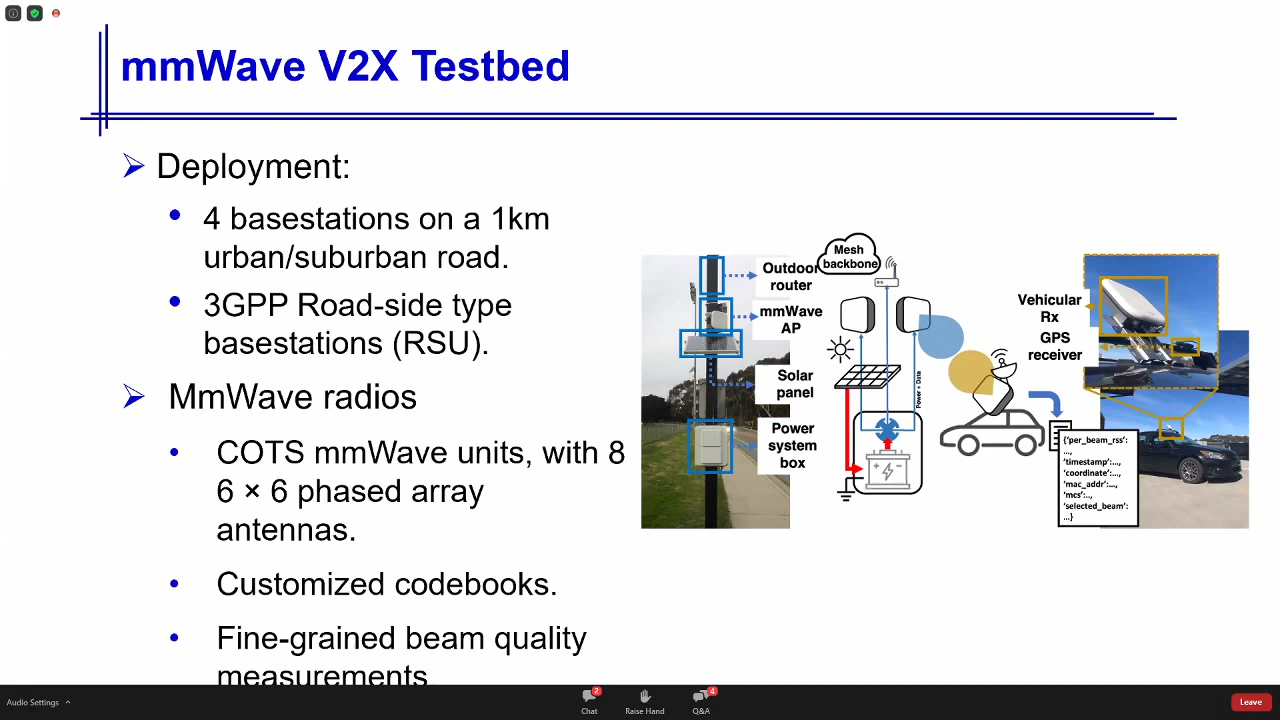 mmWave V2X Testbed
Deployment:
4 basestations on a 1km
urban/suburban road.
3GPP Road-side type
basestations (RSU).
MmWave radios
COTS mmWave units, with 8
6 × 6 phased array
antennas.
Customized codebooks.
Fine-grained beam quality
measurements
Outdoor
router
mmWave
AP
Solar
panel
Power
system
box
Mesh
backbone
Power + Data
Vehicular
Rx
GPS
receiver
{'per_beam_rss':
...,
'timestamp':...,
'coordinate':...,
'mac_addr':...,
'mcs':..,
'selected_beam':
...}
Audio Settings
2
Chat
Raise Hand
4
Q&A
Leave